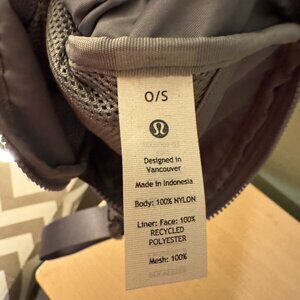 O/S
Designed in
Vancouver
Made in Indonesia
Body: 100% NYLON
Liner: Face: 100%
RECYCLED
POLYESTER
Mesh: 100%